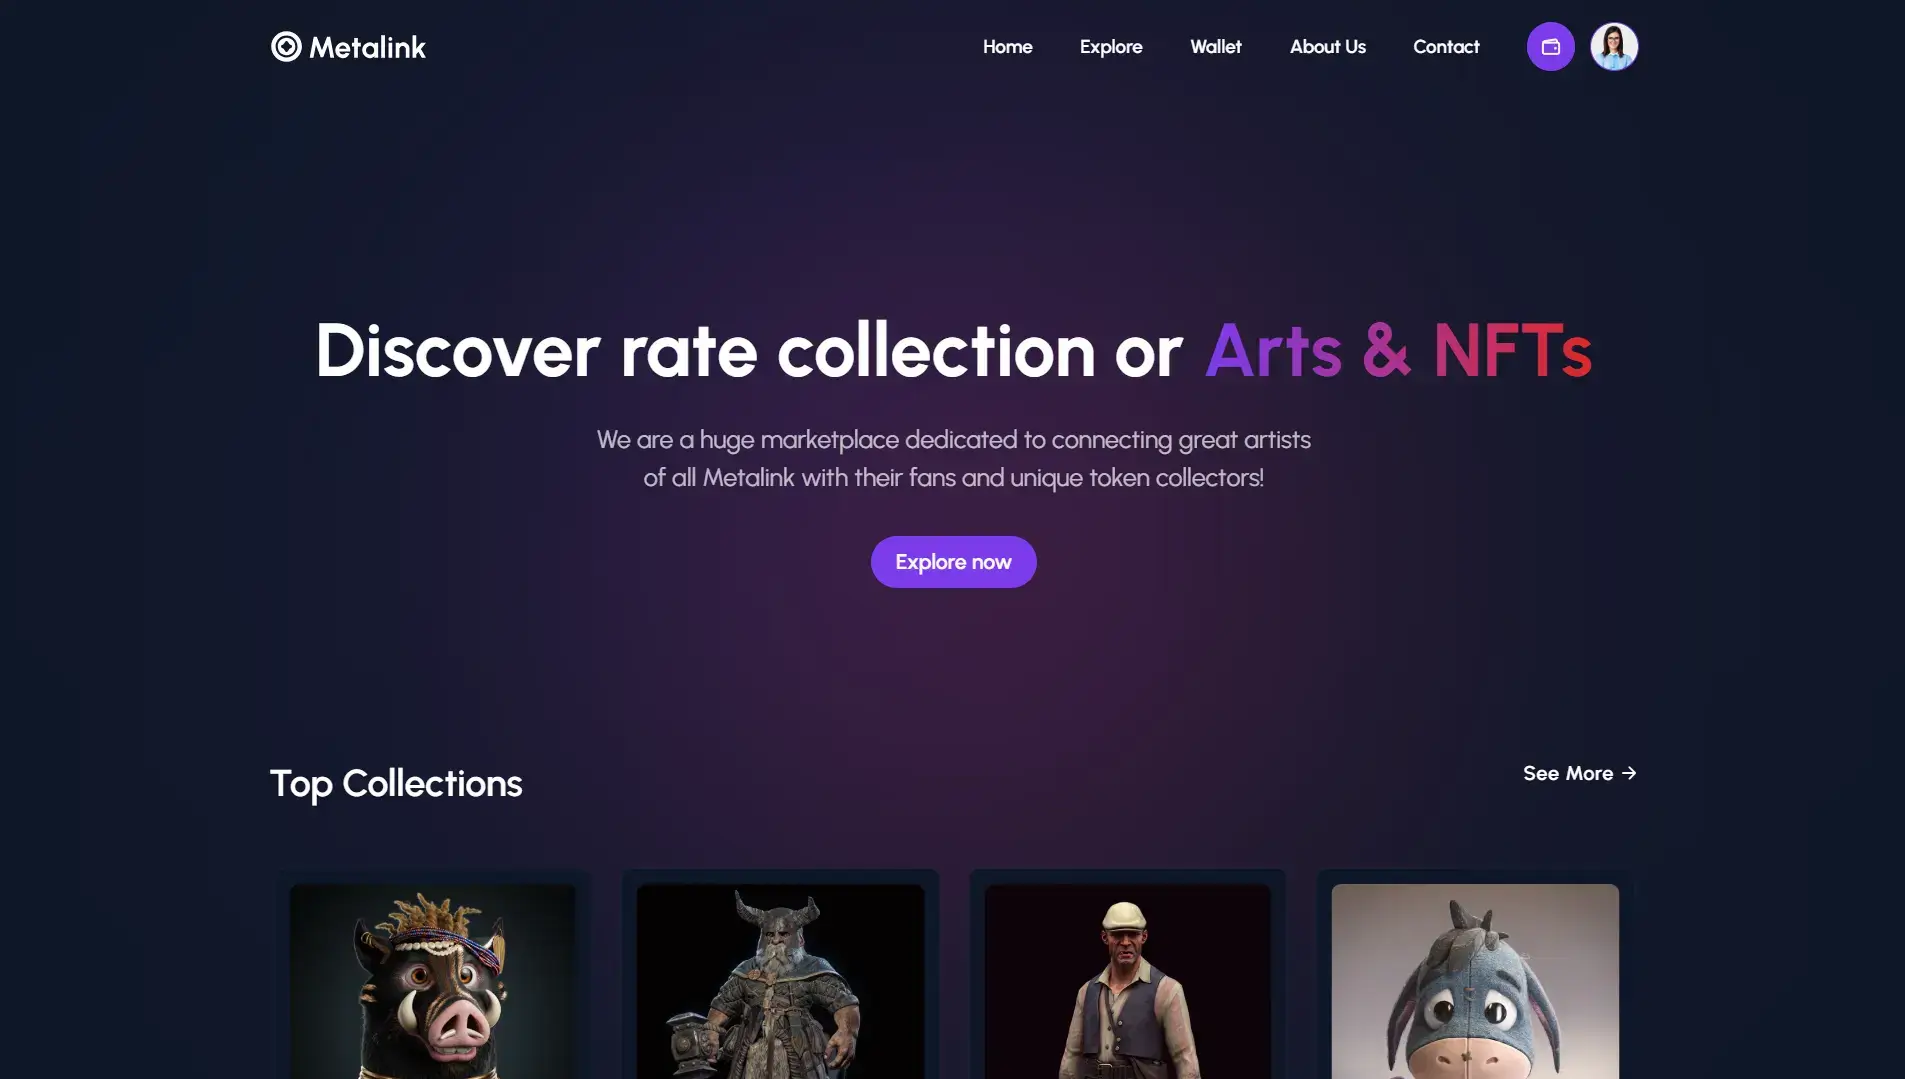 Metalink
Home Explore Wallet About Us Contact
Discover rate collection or Arts & NFTs
We are a huge marketplace dedicated to connecting great artists
of all Metalink with their fans and unique token collectors!
Explore now
Top Collections
See More →